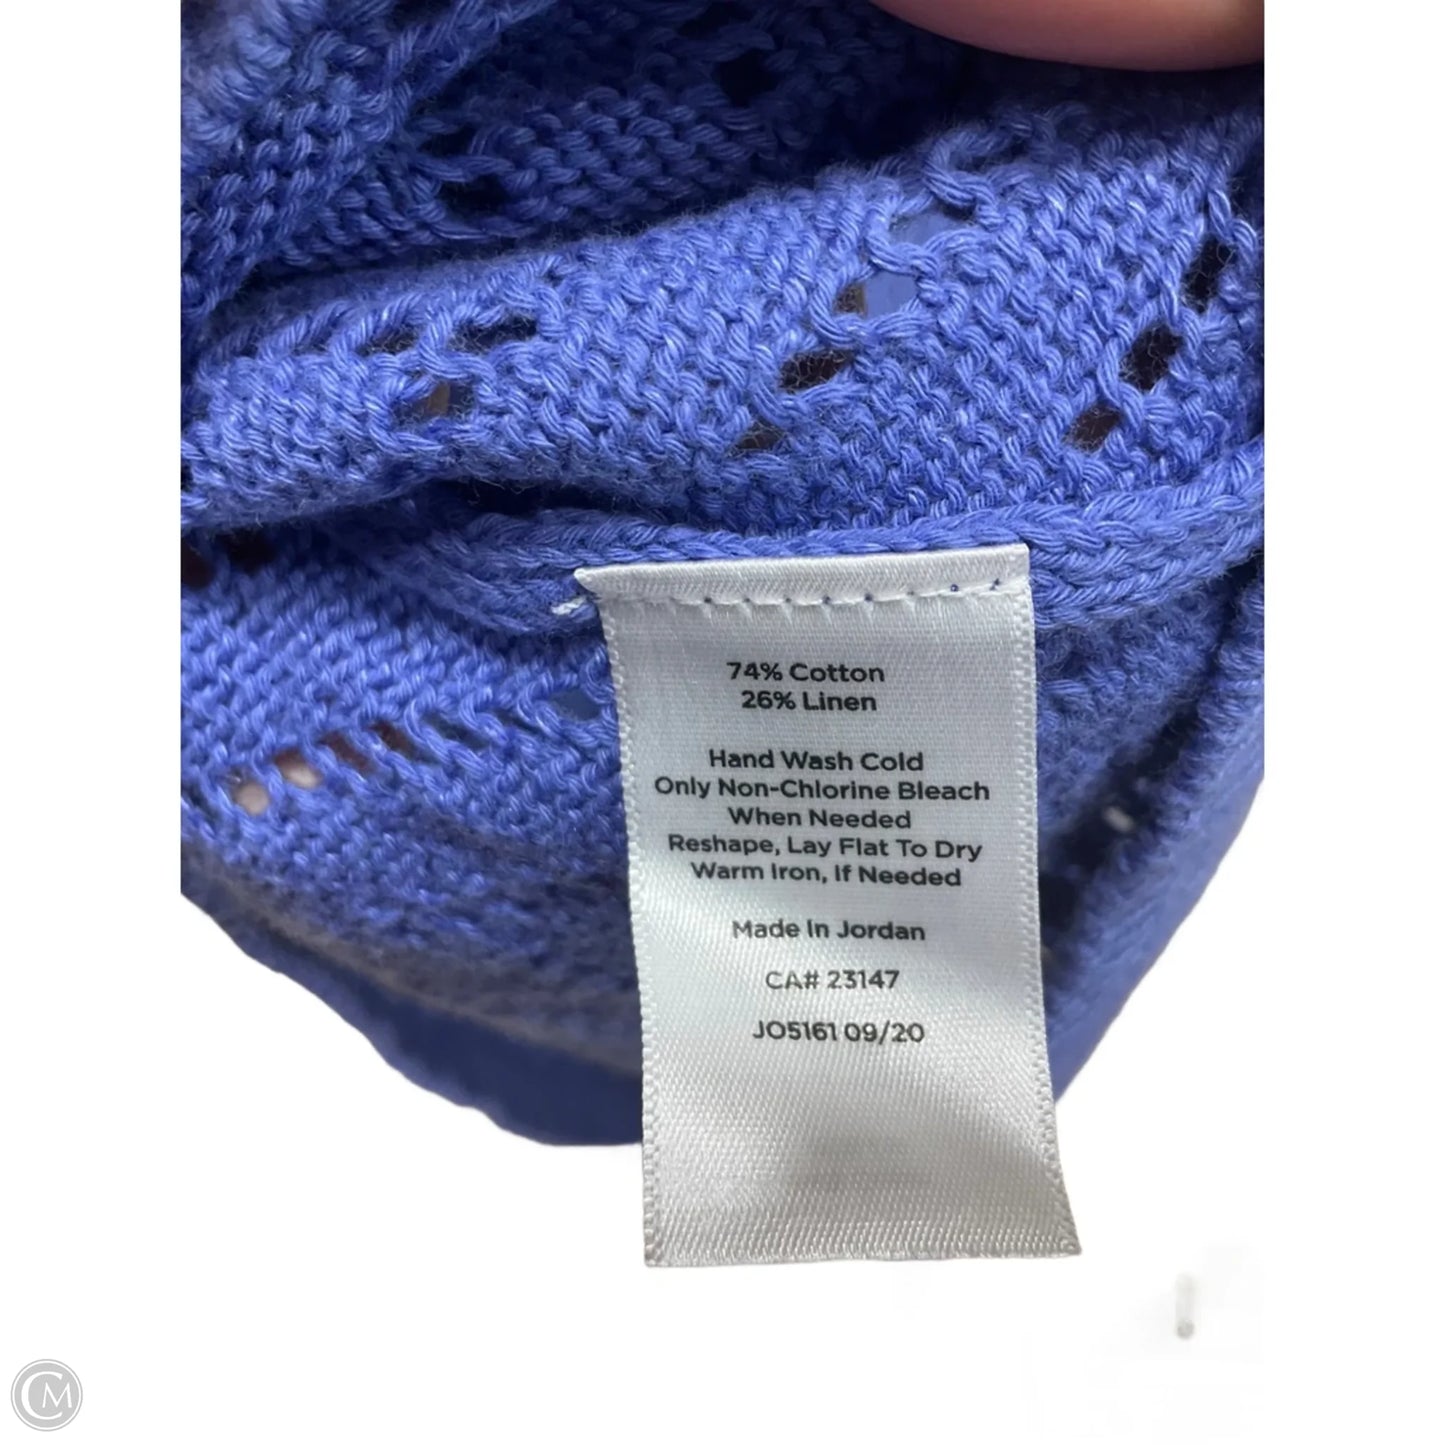 74% Cotton
26% Linen
Hand Wash Cold
Only Non-Chlorine Bleach
When Needed
Reshape, Lay Flat To Dry
Warm Iron, If Needed
Made In Jordan
CA# 23147
JO5161 09/20
CM